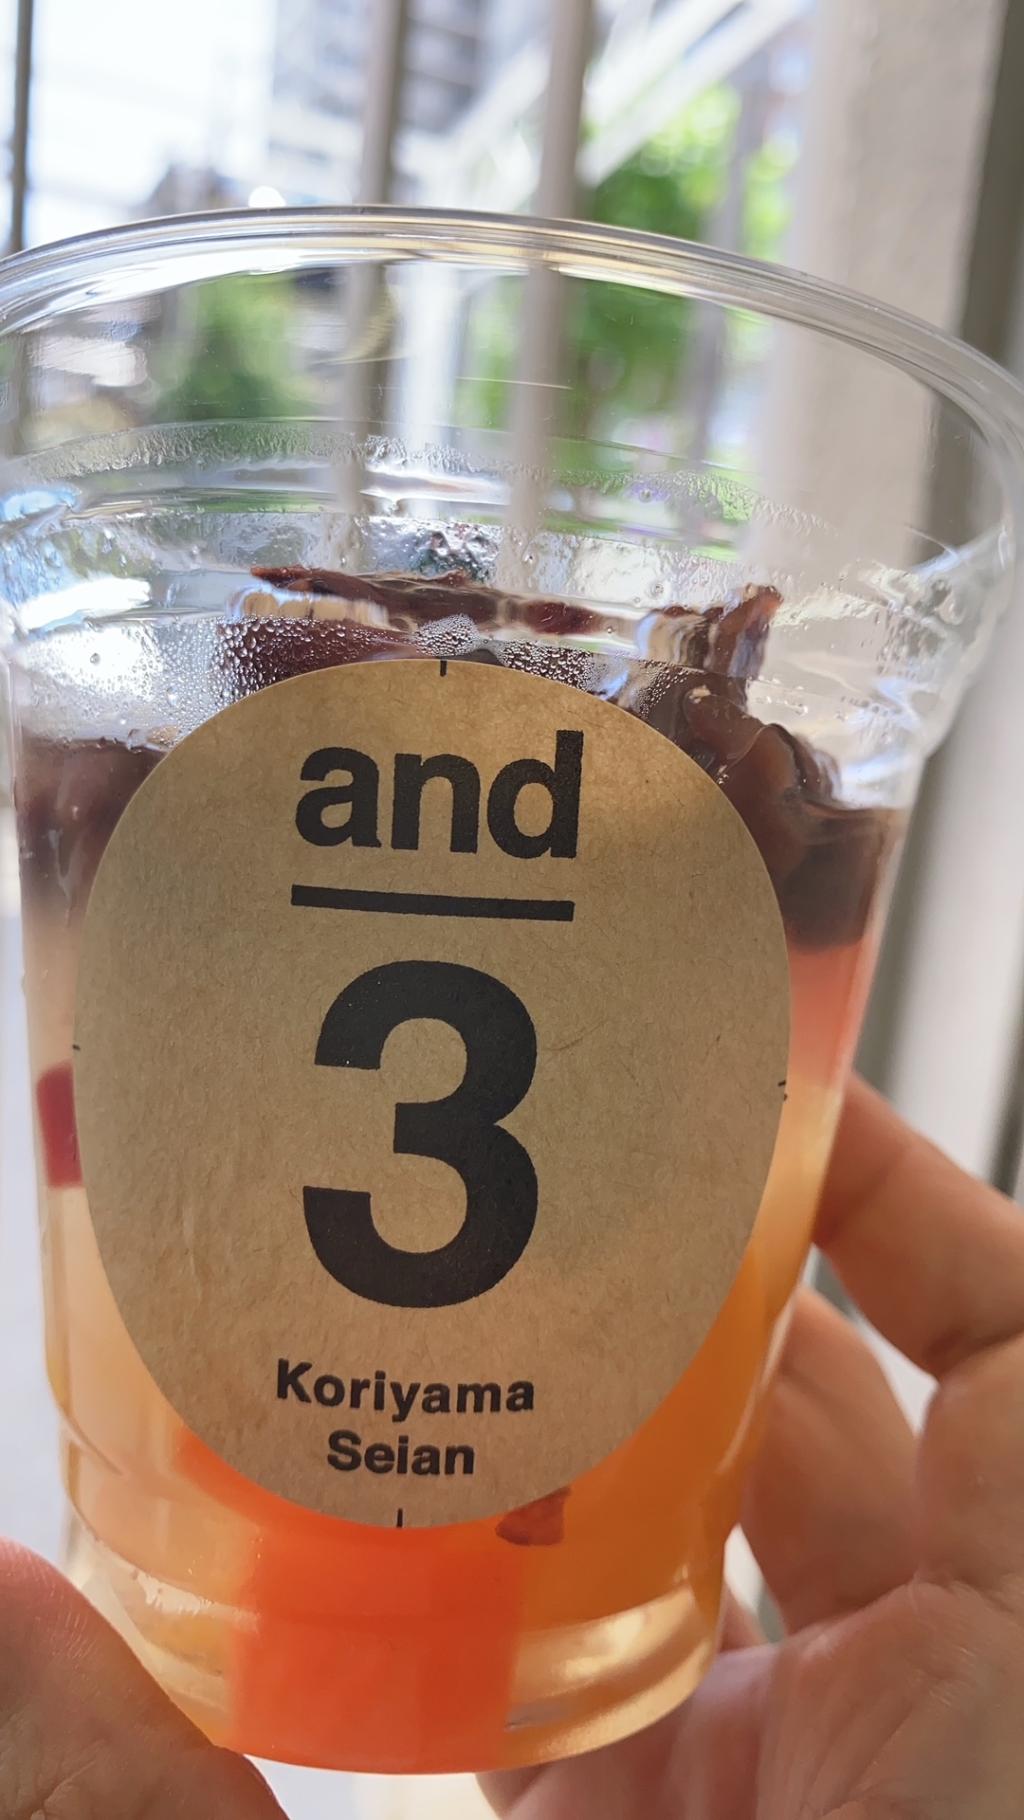 and
3
Koriyama
Seian